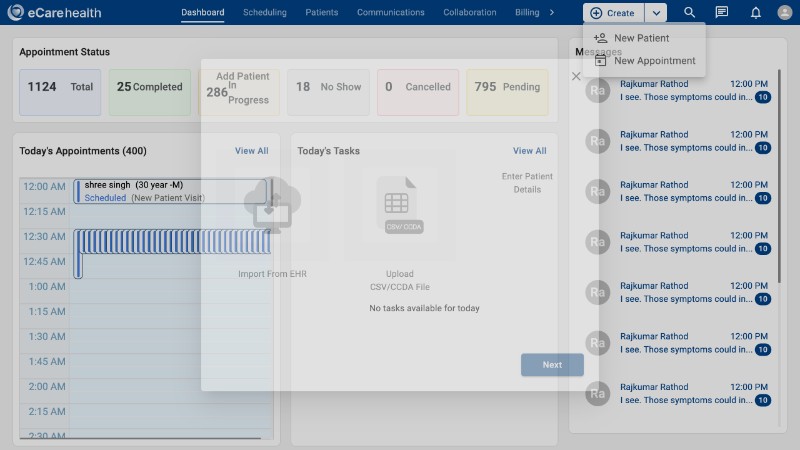 eCarehealth
Dashboard
Scheduling
Patients
Communications
Collaboration
Billing
Create
New Patient
New Appointment
Appointment Status
1124 Total
25 Completed
286 In Progress
18 No Show
0 Cancelled
795 Pending
Add Patient
Messages
Today's Appointments (400)
View All
12:00 AM
shree singh (30 year -M)
Scheduled (New Patient Visit)
12:15 AM
12:30 AM
12:45 AM
1:00 AM
1:15 AM
1:30 AM
1:45 AM
2:00 AM
2:15 AM
2:30 AM
Today's Tasks
View All
No tasks available for today
Import From EHR
CSV/ CCDA
Upload
CSV/CCDA File
Enter Patient
Details
Next
Ra
Rajkumar Rathod 12:00 PM
I see. Those symptoms could in... 10
Ra
Rajkumar Rathod 12:00 PM
I see. Those symptoms could in... 10
Ra
Rajkumar Rathod 12:00 PM
I see. Those symptoms could in... 10
Ra
Rajkumar Rathod 12:00 PM
I see. Those symptoms could in... 10
Ra
Rajkumar Rathod 12:00 PM
I see. Those symptoms could in... 10
Ra
Rajkumar Rathod 12:00 PM
I see. Those symptoms could in... 10
Ra
Rajkumar Rathod 12:00 PM
I see. Those symptoms could in... 10